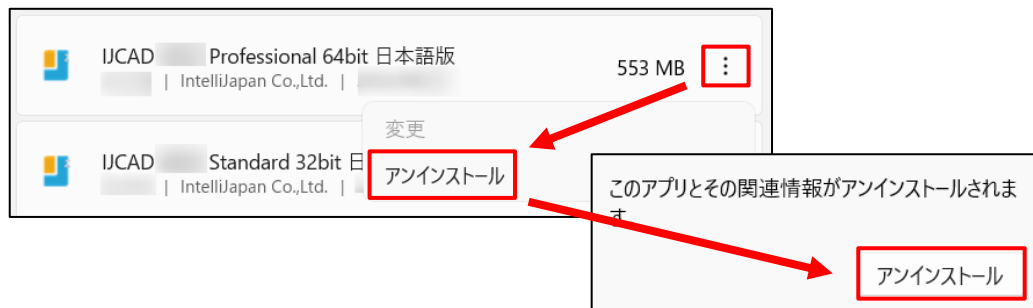 IJCAD Professional 64bit 日本語版
| IntelliJapan Co.,Ltd. |
553 MB
変更
アンインストール
IJCAD Standard 32bit 日
| IntelliJapan Co.,Ltd. |
このアプリとその関連情報がアンインストールされま
す。
アンインストール